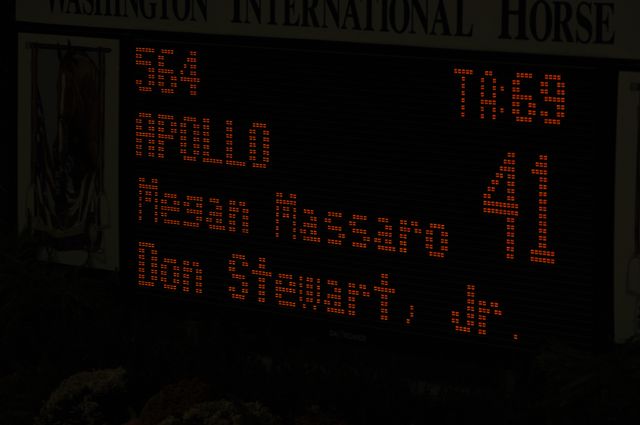 WASHINGTON INTERNATIONAL HORSE
564 TA:69
APOLLO
41
Megan Massaro
Don Stewart, Jr.